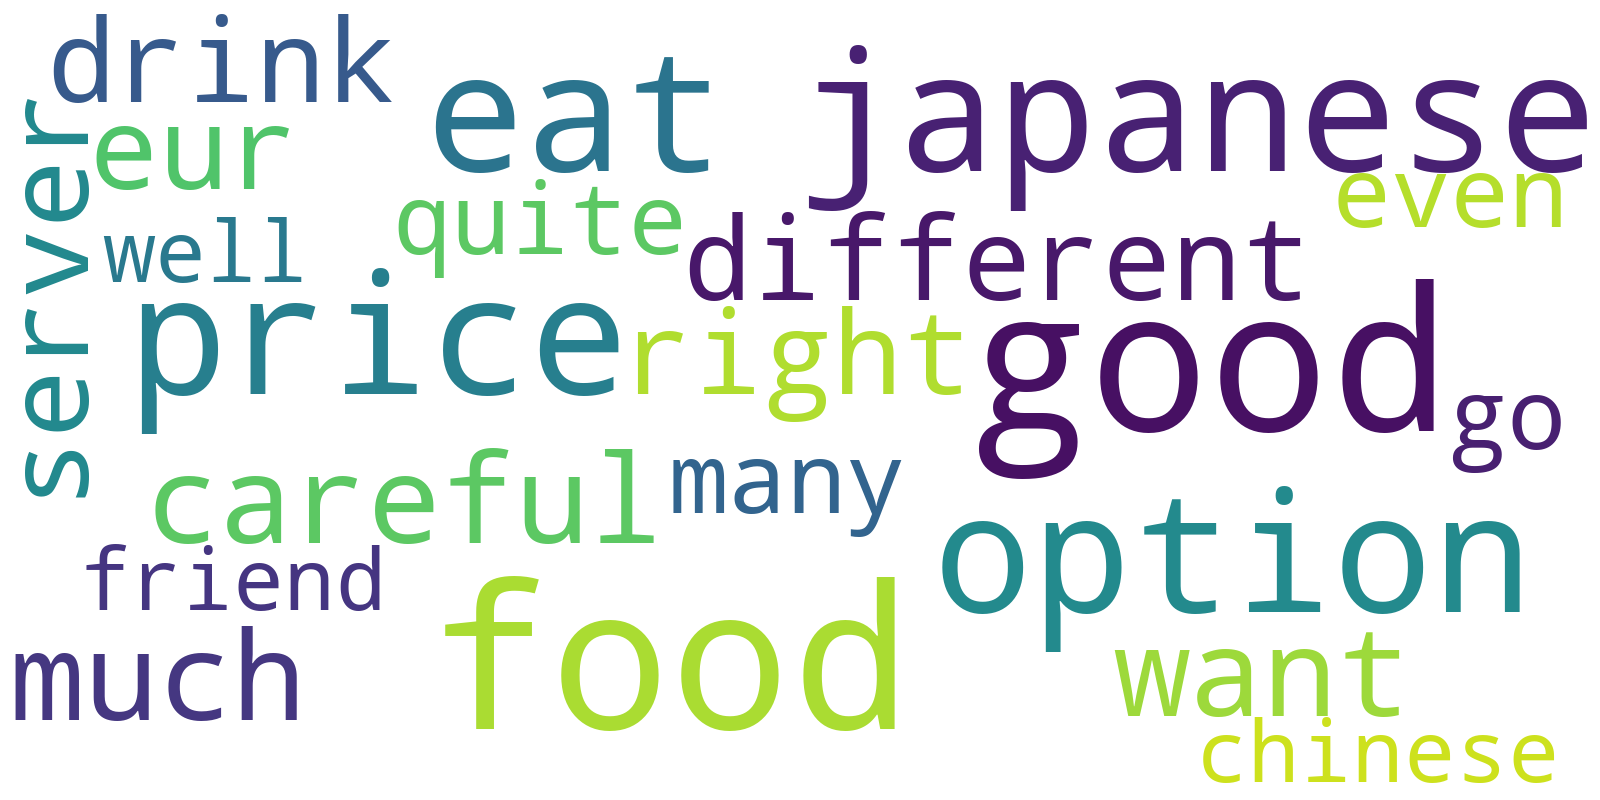 drink
eat
japanese
server
eur
quite
even
well
different
price
right
good
go
careful
many
option
friend
food
much
want
chinese